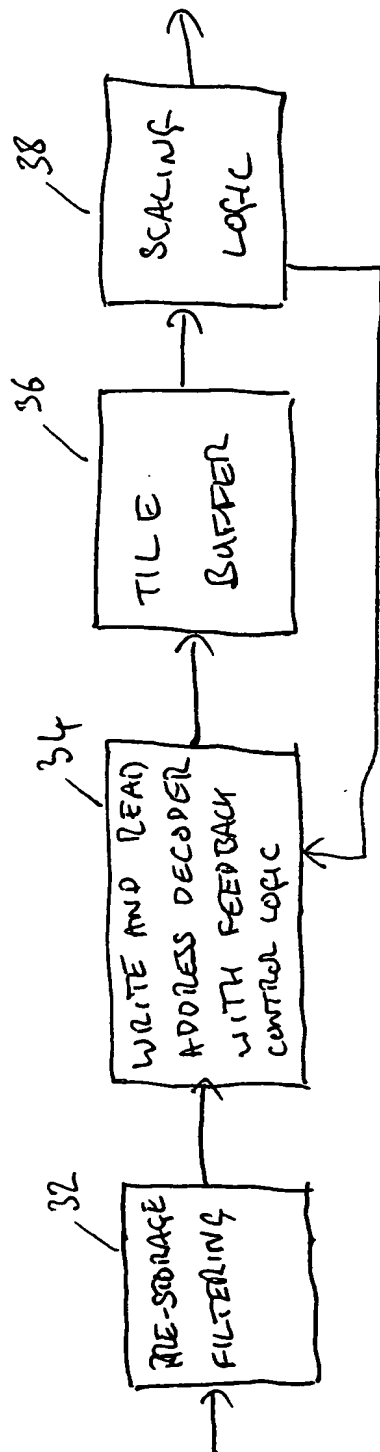 32
PRE-STORAGE
FILTERING
34
WRITE AND READ
ADDRESS DECODER
WITH FEEDBACK
CONTROL LOGIC
36
TILE
BUFFER
38
SCALING
LOGIC